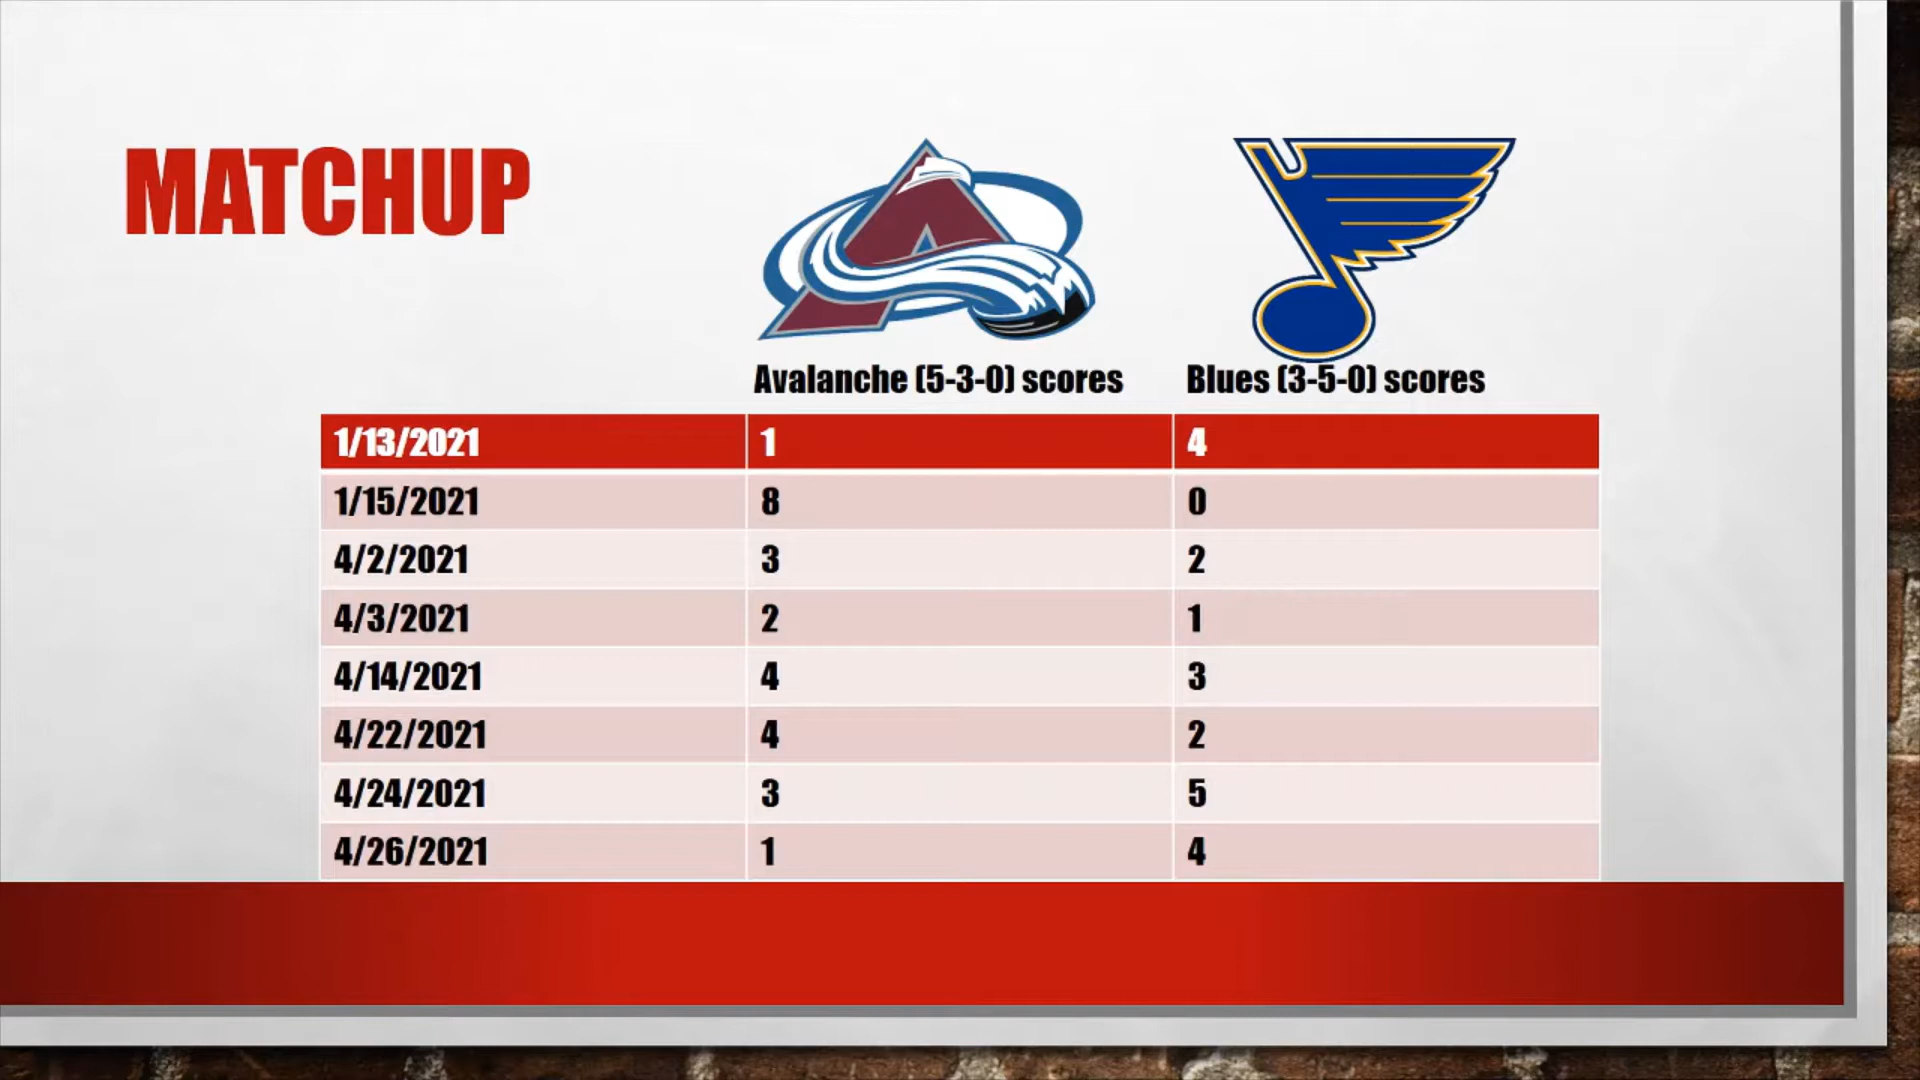 MATCHUP
Avalanche (5-3-0) scores Blues (3-5-0) scores
1/13/2021 1 4
1/15/2021 8 0
4/2/2021 3 2
4/3/2021 2 1
4/14/2021 4 3
4/22/2021 4 2
4/24/2021 3 5
4/26/2021 1 4